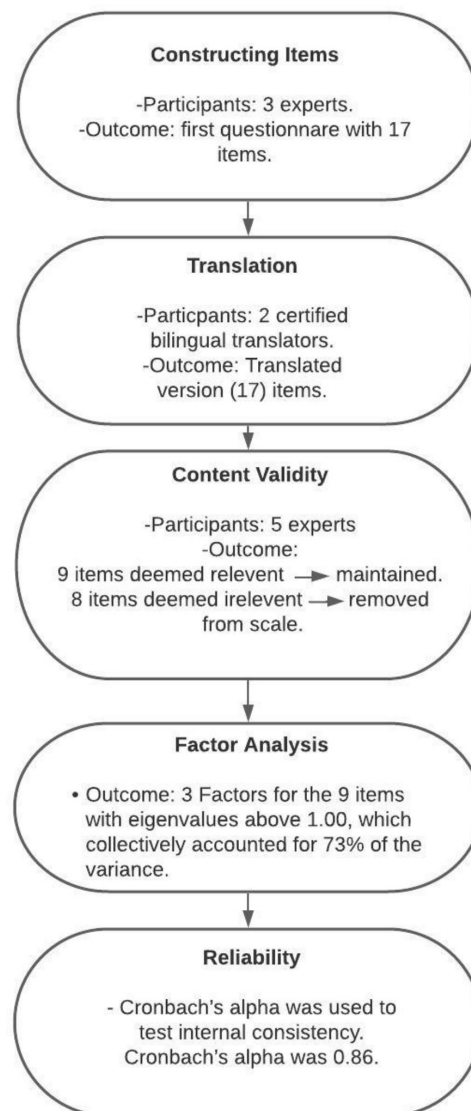 Constructing Items
-Participants: 3 experts.
-Outcome: first questionnare with 17
items.
Translation
-Particpants: 2 certified
bilingual translators.
-Outcome: Translated
version (17) items.
Content Validity
-Participants: 5 experts
-Outcome:
9 items deemed relevent → maintained.
8 items deemed irelevent → removed
from scale.
Factor Analysis
• Outcome: 3 Factors for the 9 items
with eigenvalues above 1.00, which
collectively accounted for 73% of the
variance.
Reliability
- Cronbach’s alpha was used to
test internal consistency.
Cronbach’s alpha was 0.86.